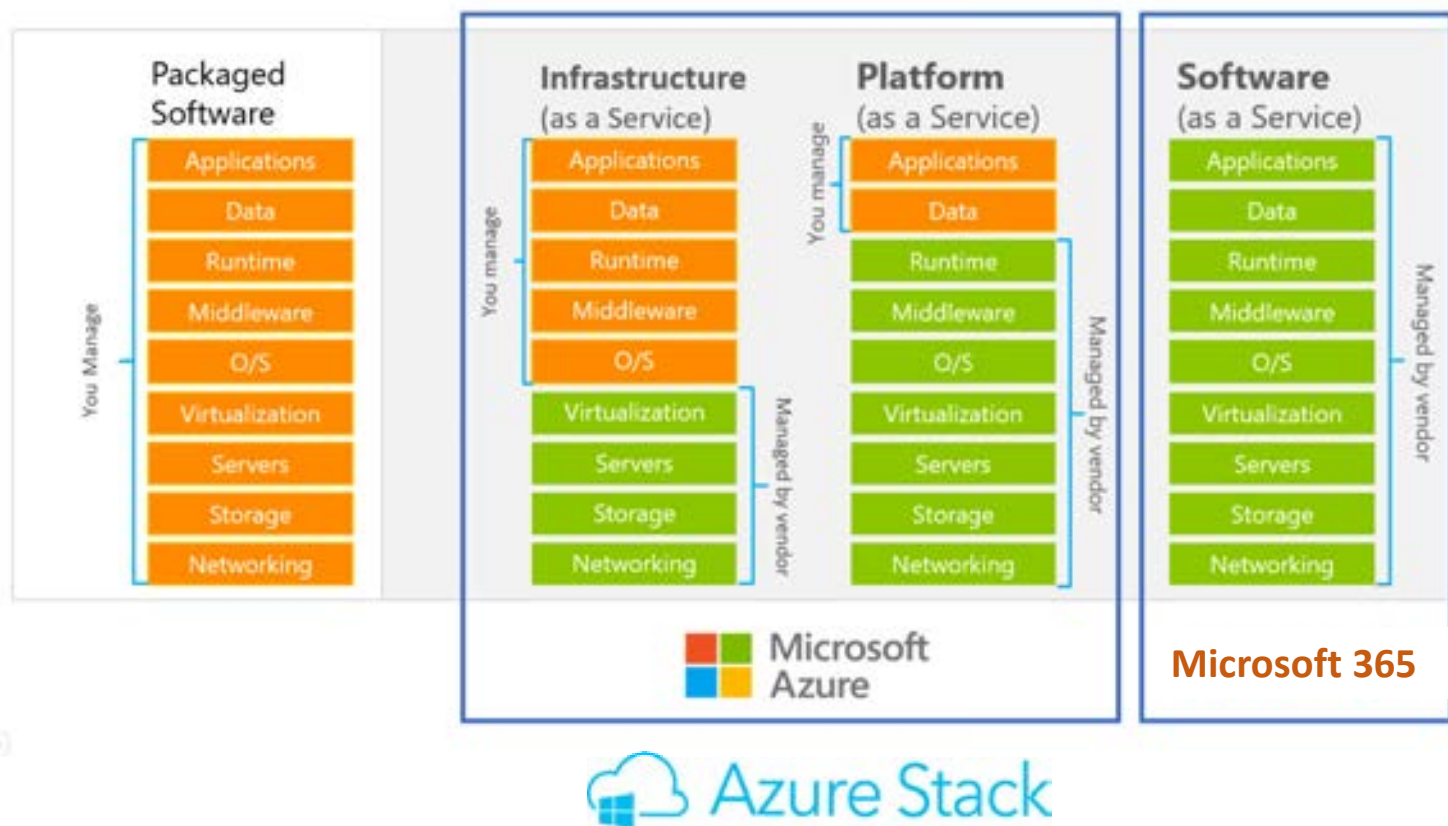 Packaged
Software
You Manage
Applications
Data
Runtime
Middleware
O/S
Virtualization
Servers
Storage
Networking
Infrastructure
(as a Service)
You manage
Applications
Data
Runtime
Middleware
O/S
Virtualization
Servers
Storage
Networking
Managed by vendor
Platform
(as a Service)
You manage
Applications
Data
Runtime
Middleware
O/S
Virtualization
Servers
Storage
Networking
Managed by vendor
Software
(as a Service)
Applications
Data
Runtime
Middleware
O/S
Virtualization
Servers
Storage
Networking
Managed by vendor
Microsoft
Azure
Microsoft 365
Azure Stack